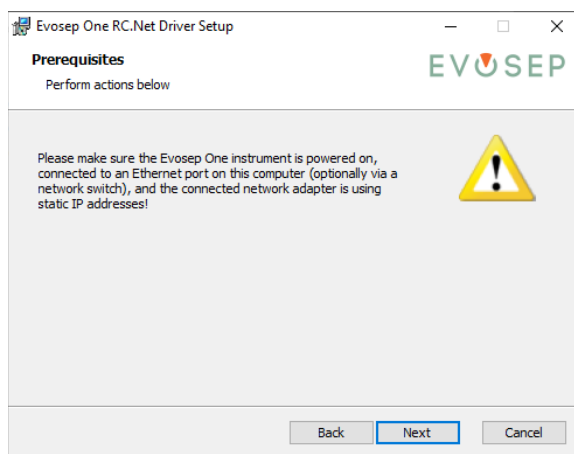 Evosep One RC.Net Driver Setup
Prerequisites
Perform actions below
EVOSEP
Please make sure the Evosep One instrument is powered on,
connected to an Ethernet port on this computer (optionally via a
network switch), and the connected network adapter is using
static IP addresses!
Back
Next
Cancel